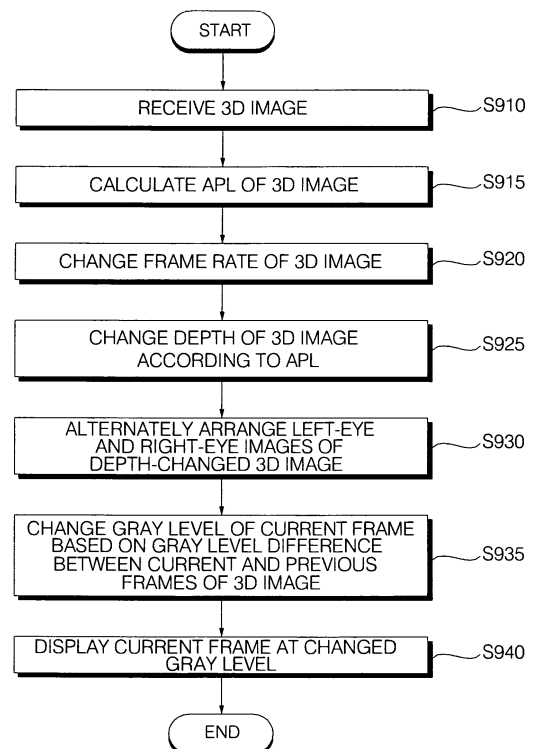 START
RECEIVE 3D IMAGE
S910
CALCULATE APL OF 3D IMAGE
S915
CHANGE FRAME RATE OF 3D IMAGE
S920
CHANGE DEPTH OF 3D IMAGE
ACCORDING TO APL
S925
ALTERNATELY ARRANGE LEFT-EYE
AND RIGHT-EYE IMAGES OF
DEPTH-CHANGED 3D IMAGE
S930
CHANGE GRAY LEVEL OF CURRENT FRAME
BASED ON GRAY LEVEL DIFFERENCE
BETWEEN CURRENT AND PREVIOUS
FRAMES OF 3D IMAGE
S935
DISPLAY CURRENT FRAME AT CHANGED
GRAY LEVEL
S940
END